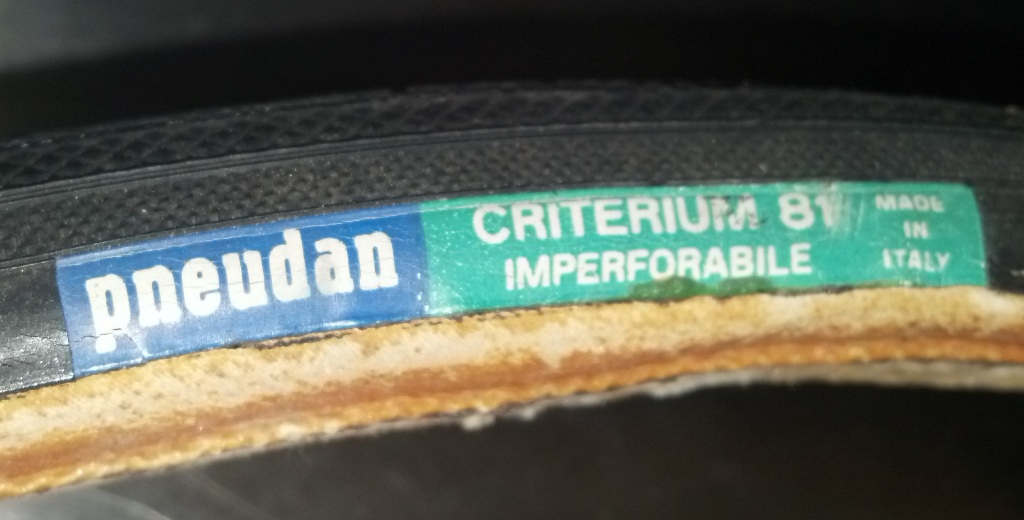 pneudan
CRITERIUM 81
IMPERFORABILE
MADE
IN
ITALY